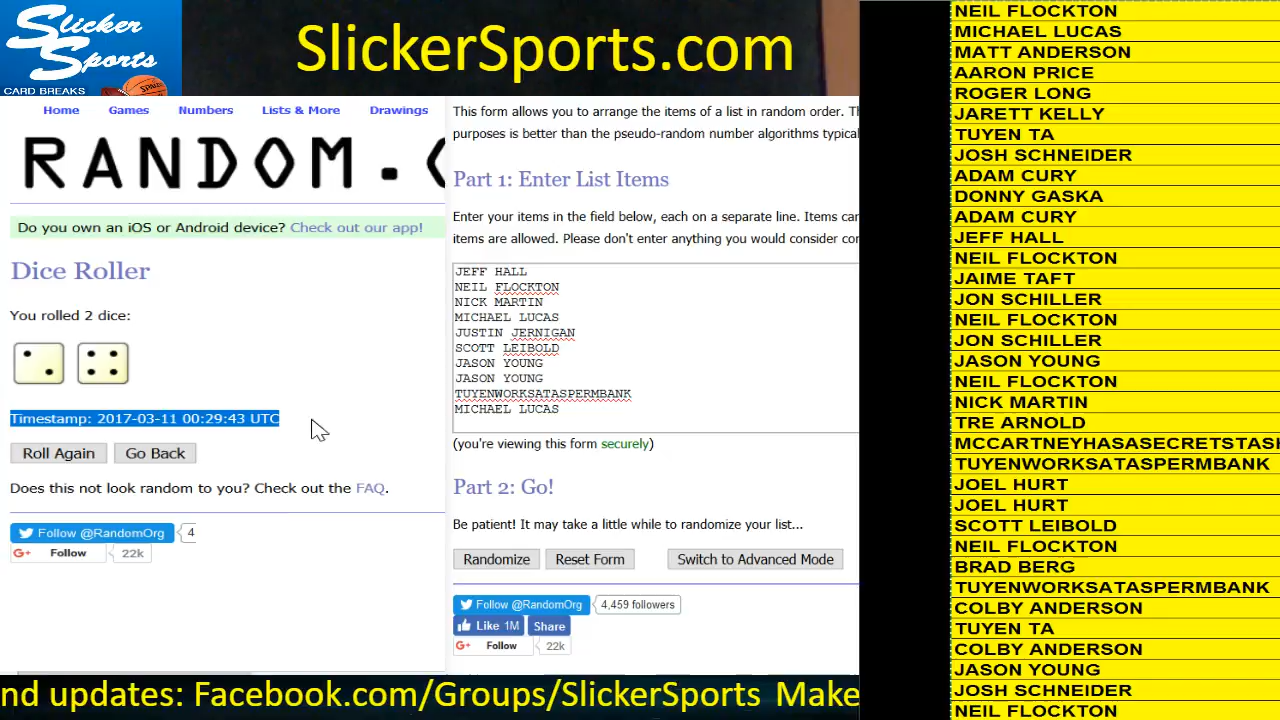 Slicker
Sports
CARD BREAKS
SPALDING
SlickerSports.com
Home Games Numbers Lists & More Drawings
RANDOM.
Do you own an iOS or Android device? Check out our app!
Dice Roller
You rolled 2 dice:
Timestamp: 2017-03-11 00:29:43 UTC
Roll Again Go Back
Does this not look random to you? Check out the FAQ.
Follow @RandomOrg 4
G+ Follow 22k
This form allows you to arrange the items of a list in random order. T
purposes is better than the pseudo-random number algorithms typical
Part 1: Enter List Items
Enter your items in the field below, each on a separate line. Items can
items are allowed. Please don't enter anything you would consider con
JEFF HALL
NEIL FLOCKTON
NICK MARTIN
MICHAEL LUCAS
JUSTIN JERNIGAN
SCOTT LEIBOLD
JASON YOUNG
JASON YOUNG
TUYENWORKSATASPERMBANK
MICHAEL LUCAS
(you're viewing this form securely)
Part 2: Go!
Be patient! It may take a little while to randomize your list...
Randomize Reset Form Switch to Advanced Mode
Follow @RandomOrg 4,459 followers
Like 1M Share
G+ Follow 22k
NEIL FLOCKTON
MICHAEL LUCAS
MATT ANDERSON
AARON PRICE
ROGER LONG
JARETT KELLY
TUYEN TA
JOSH SCHNEIDER
ADAM CURY
DONNY GASKA
ADAM CURY
JEFF HALL
NEIL FLOCKTON
JAIME TAFT
JON SCHILLER
NEIL FLOCKTON
JON SCHILLER
JASON YOUNG
NEIL FLOCKTON
NICK MARTIN
TRE ARNOLD
MCCARTNEYHASASECRETSTASH
TUYENWORKSATASPERMBANK
JOEL HURT
JOEL HURT
SCOTT LEIBOLD
NEIL FLOCKTON
BRAD BERG
TUYENWORKSATASPERMBANK
COLBY ANDERSON
TUYEN TA
COLBY ANDERSON
JASON YOUNG
JOSH SCHNEIDER
NEIL FLOCKTON
nd updates: Facebook.com/Groups/SlickerSports Make